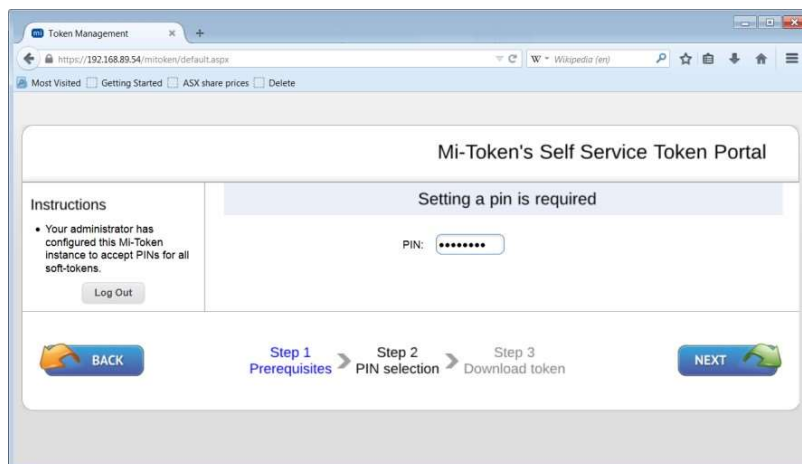 mi Token Management
https://192.168.89.54/mitoken/default.aspx
W Wikipedia (en)
Most Visited Getting Started ASX share prices Delete
Mi-Token's Self Service Token Portal
Instructions
• Your administrator has
configured this Mi-Token
instance to accept PINs for all
soft-tokens.
Log Out
Setting a pin is required
PIN: ••••••••
BACK
Step 1
Prerequisites
Step 2
PIN selection
Step 3
Download token
NEXT